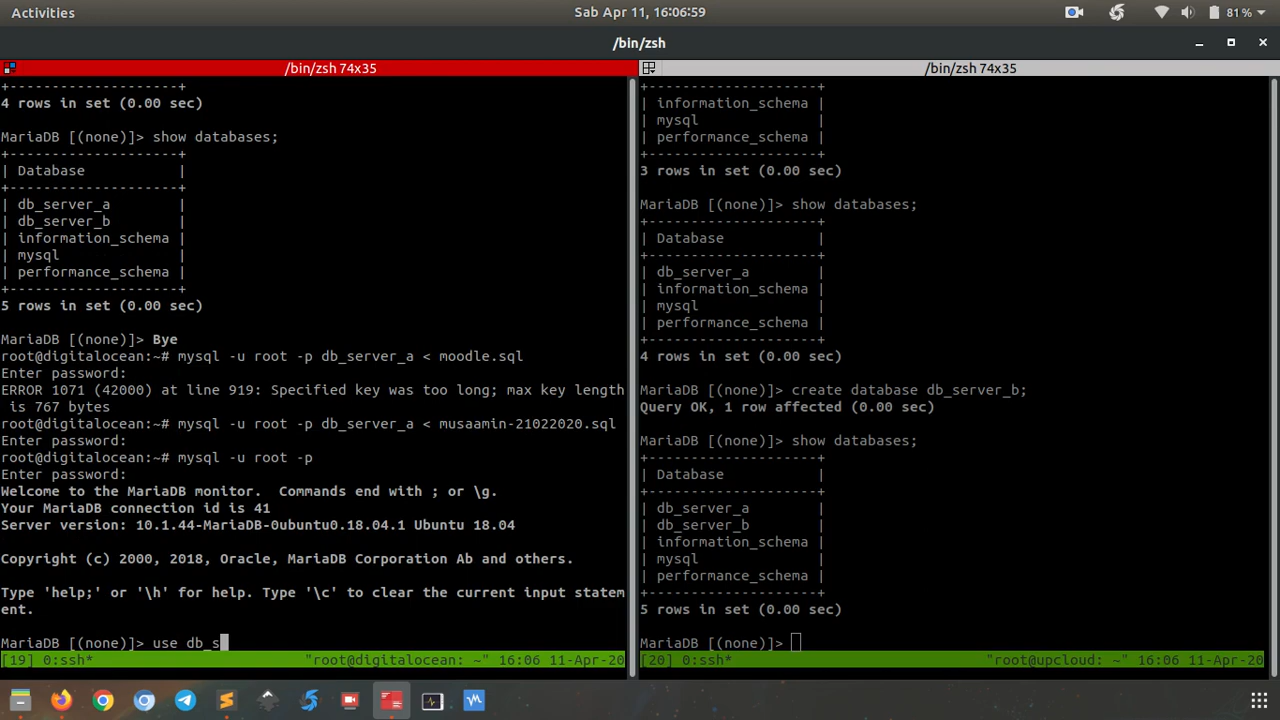 Activities
Sab Apr 11, 16:06:59
81%
/bin/zsh
/bin/zsh 74x35
+--------------------+
4 rows in set (0.00 sec)
MariaDB [(none)]> show databases;
+--------------------+
| Database           |
+--------------------+
| db_server_a        |
| db_server_b        |
| information_schema |
| mysql              |
| performance_schema |
+--------------------+
5 rows in set (0.00 sec)
MariaDB [(none)]> Bye
root@digitalocean:~# mysql -u root -p db_server_a < moodle.sql
Enter password:
ERROR 1071 (42000) at line 919: Specified key was too long; max key length
 is 767 bytes
root@digitalocean:~# mysql -u root -p db_server_a < musaamin-21022020.sql
Enter password:
root@digitalocean:~# mysql -u root -p
Enter password:
Welcome to the MariaDB monitor.  Commands end with ; or \g.
Your MariaDB connection id is 41
Server version: 10.1.44-MariaDB-0ubuntu0.18.04.1 Ubuntu 18.04
Copyright (c) 2000, 2018, Oracle, MariaDB Corporation Ab and others.
Type 'help;' or '\h' for help. Type '\c' to clear the current input statem
ent.
MariaDB [(none)]> use db_s
[19] 0:ssh* "root@digitalocean: ~" 16:06 11-Apr-20
/bin/zsh 74x35
+--------------------+
| information_schema |
| mysql              |
| performance_schema |
+--------------------+
3 rows in set (0.00 sec)
MariaDB [(none)]> show databases;
+--------------------+
| Database           |
+--------------------+
| db_server_a        |
| information_schema |
| mysql              |
| performance_schema |
+--------------------+
4 rows in set (0.00 sec)
MariaDB [(none)]> create database db_server_b;
Query OK, 1 row affected (0.00 sec)
MariaDB [(none)]> show databases;
+--------------------+
| Database           |
+--------------------+
| db_server_a        |
| db_server_b        |
| information_schema |
| mysql              |
| performance_schema |
+--------------------+
5 rows in set (0.00 sec)
MariaDB [(none)]>
[20] 0:ssh* "root@upcloud: ~" 16:06 11-Apr-20